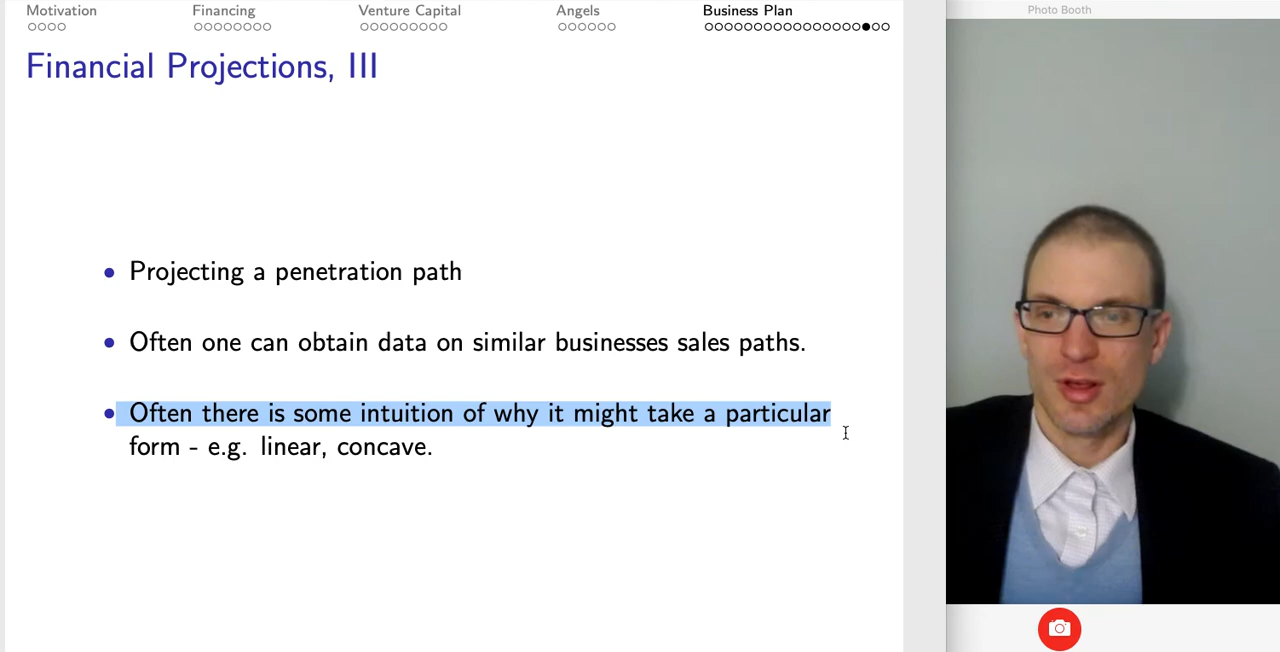 Motivation Financing Venture Capital Angels Business Plan
Photo Booth
Financial Projections, III
• Projecting a penetration path
• Often one can obtain data on similar businesses sales paths.
• Often there is some intuition of why it might take a particular
form - e.g. linear, concave.